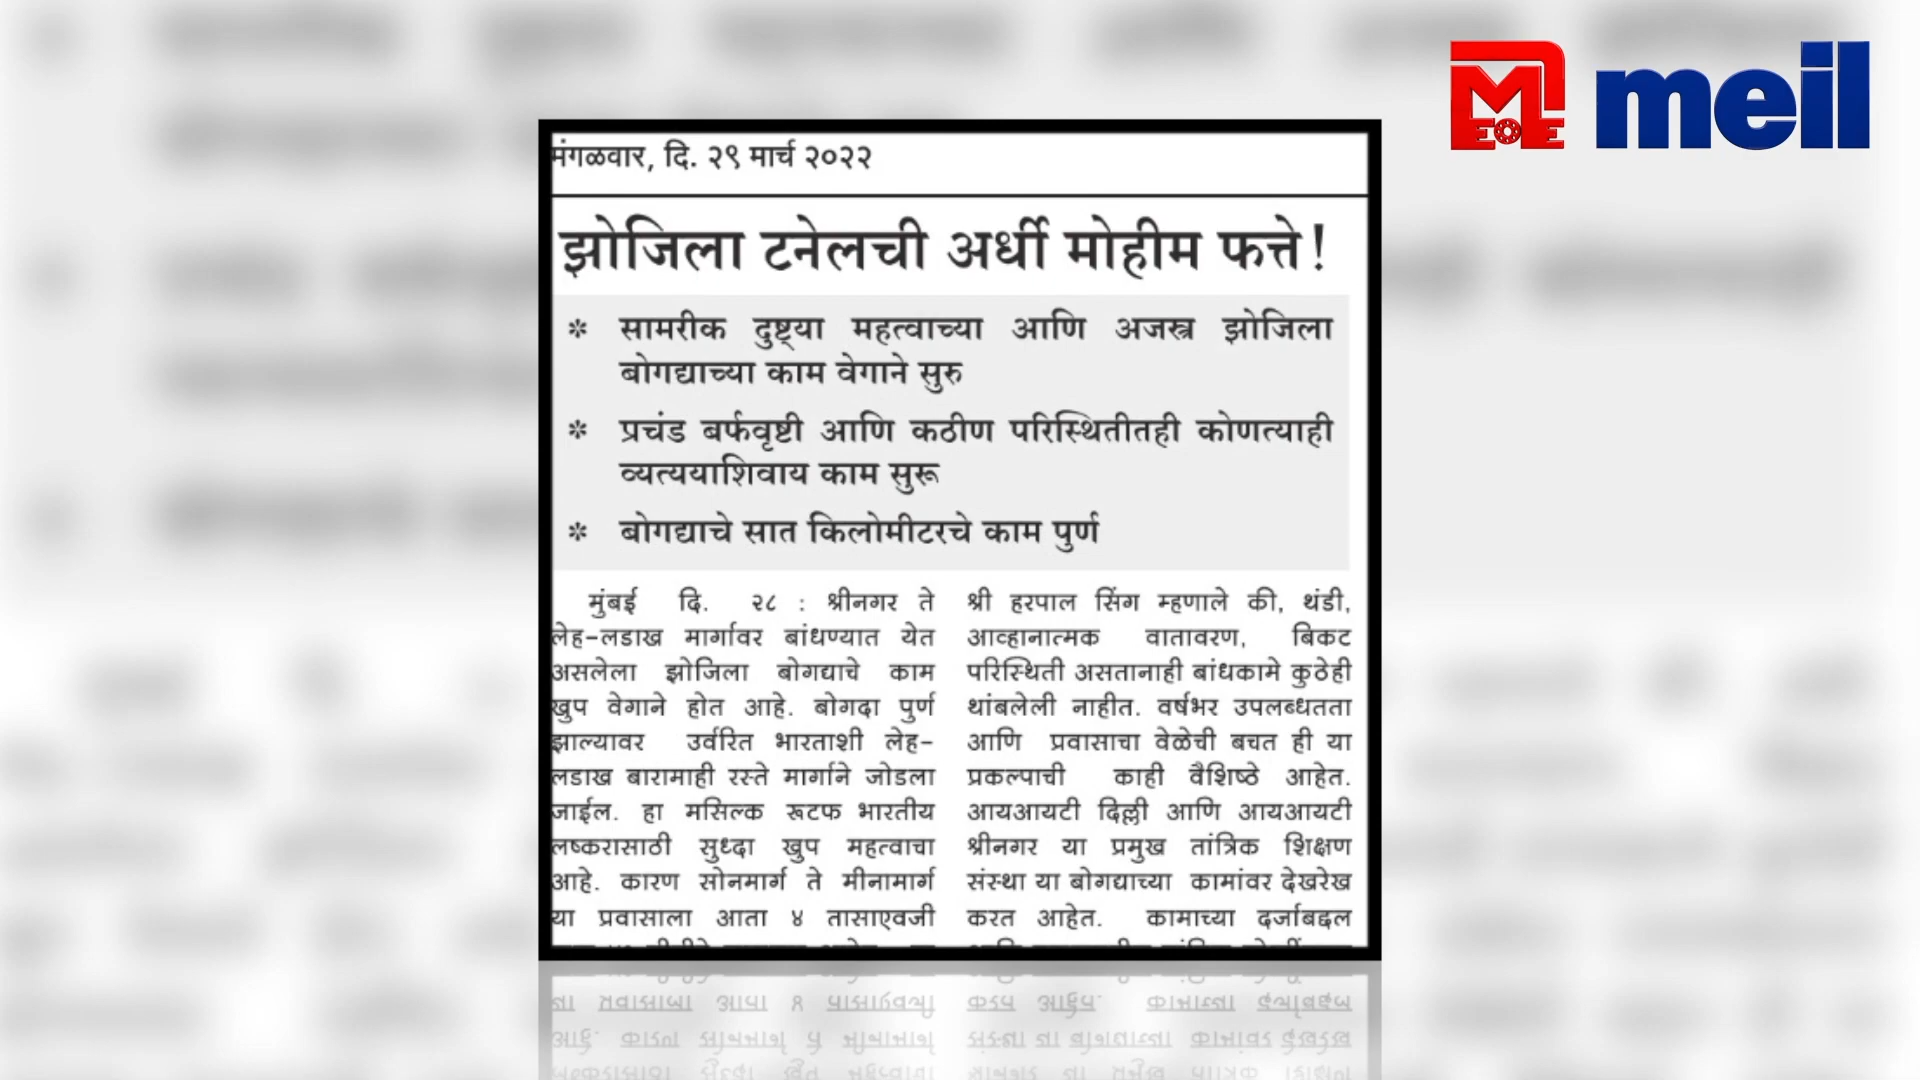 meil
मंगळवार, दि. २९ मार्च २०२२
झोजिला टनेलची अर्धी मोहीम फत्ते!
* सामरीक दुष्ट्या महत्वाच्या आणि अजस्त्र झोजिला
बोगद्याच्या काम वेगाने सुरु
* प्रचंड बर्फवृष्टी आणि कठीण परिस्थितीतही कोणत्याही
व्यत्ययाशिवाय काम सुरू
* बोगद्याचे सात किलोमीटरचे काम पुर्ण
मुंबई दि. २८ : श्रीनगर ते
लेह-लडाख मार्गावर बांधण्यात येत
असलेला झोजिला बोगद्याचे काम
खुप वेगाने होत आहे. बोगदा पुर्ण
झाल्यावर उर्वरित भारताशी लेह-
लडाख बारामाही रस्ते मार्गाने जोडला
जाईल. हा मसिल्क रूटफ भारतीय
लष्करासाठी सुध्दा खुप महत्वाचा
आहे. कारण सोनमार्ग ते मीनामार्ग
या प्रवासाला आता ४ तासाएवजी
श्री हरपाल सिंग म्हणाले की, थंडी,
आव्हानात्मक वातावरण, बिकट
परिस्थिती असतानाही बांधकामे कुठेही
थांबलेली नाहीत. वर्षभर उपलब्धतता
आणि प्रवासाचा वेळेची बचत ही या
प्रकल्पाची काही वैशिष्ठे आहेत.
आयआयटी दिल्ली आणि आयआयटी
श्रीनगर या प्रमुख तांत्रिक शिक्षण
संस्था या बोगद्याच्या कामांवर देखरेख
करत आहेत. कामाच्या दर्जाबद्दल